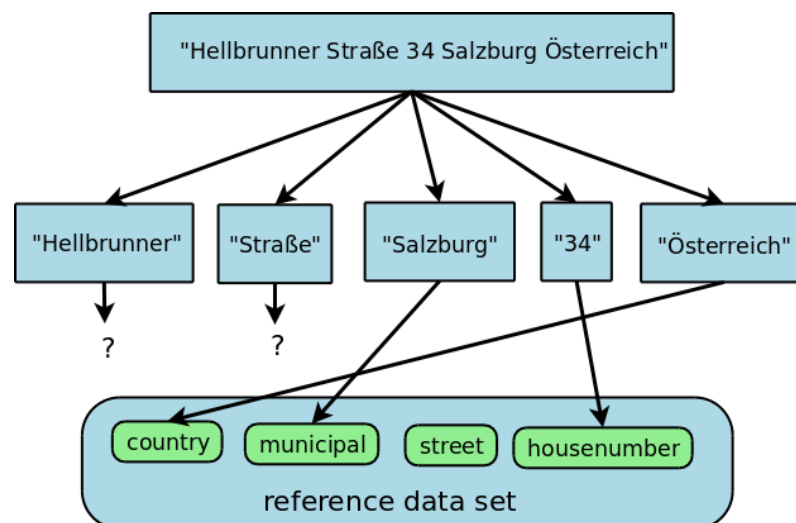 "Hellbrunner Straße 34 Salzburg Österreich"
"Hellbrunner" "Straße" "Salzburg" "34" "Österreich"
? ?
country municipal street housenumber
reference data set